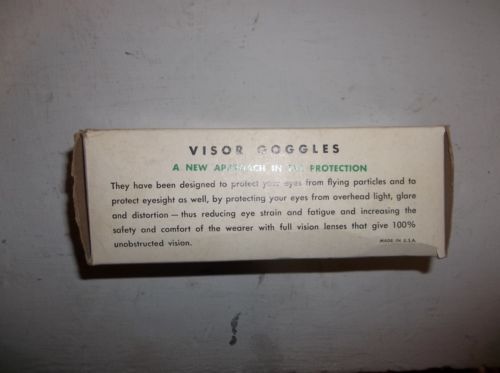 VISOR GOGGLES
A NEW APPROACH IN EYE PROTECTION
They have been designed to protect your eyes from flying particles and to
protect eyesight as well, by protecting your eyes from overhead light, glare
and distortion — thus reducing eye strain and fatigue and increasing the
safety and comfort of the wearer with full vision lenses that give 100%
unobstructed vision.
MADE IN U.S.A.